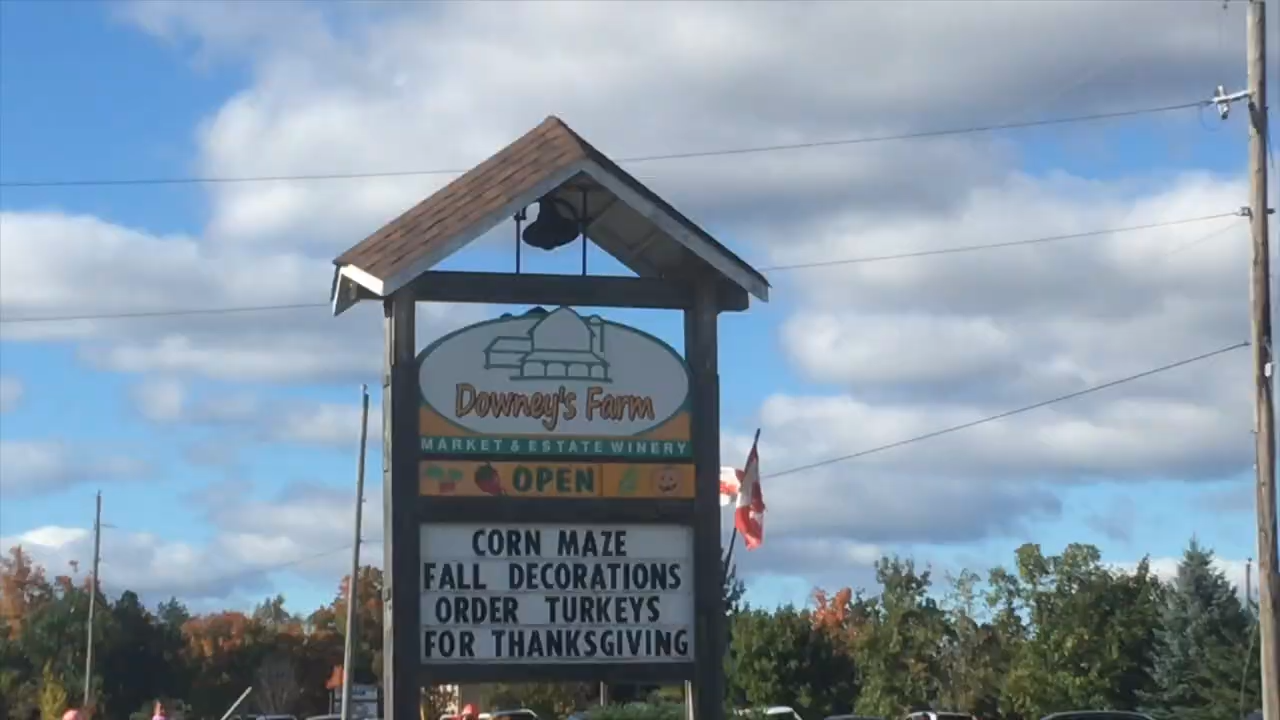 Downey's Farm
MARKET & ESTATE WINERY
OPEN
CORN MAZE
FALL DECORATIONS
ORDER TURKEYS
FOR THANKSGIVING